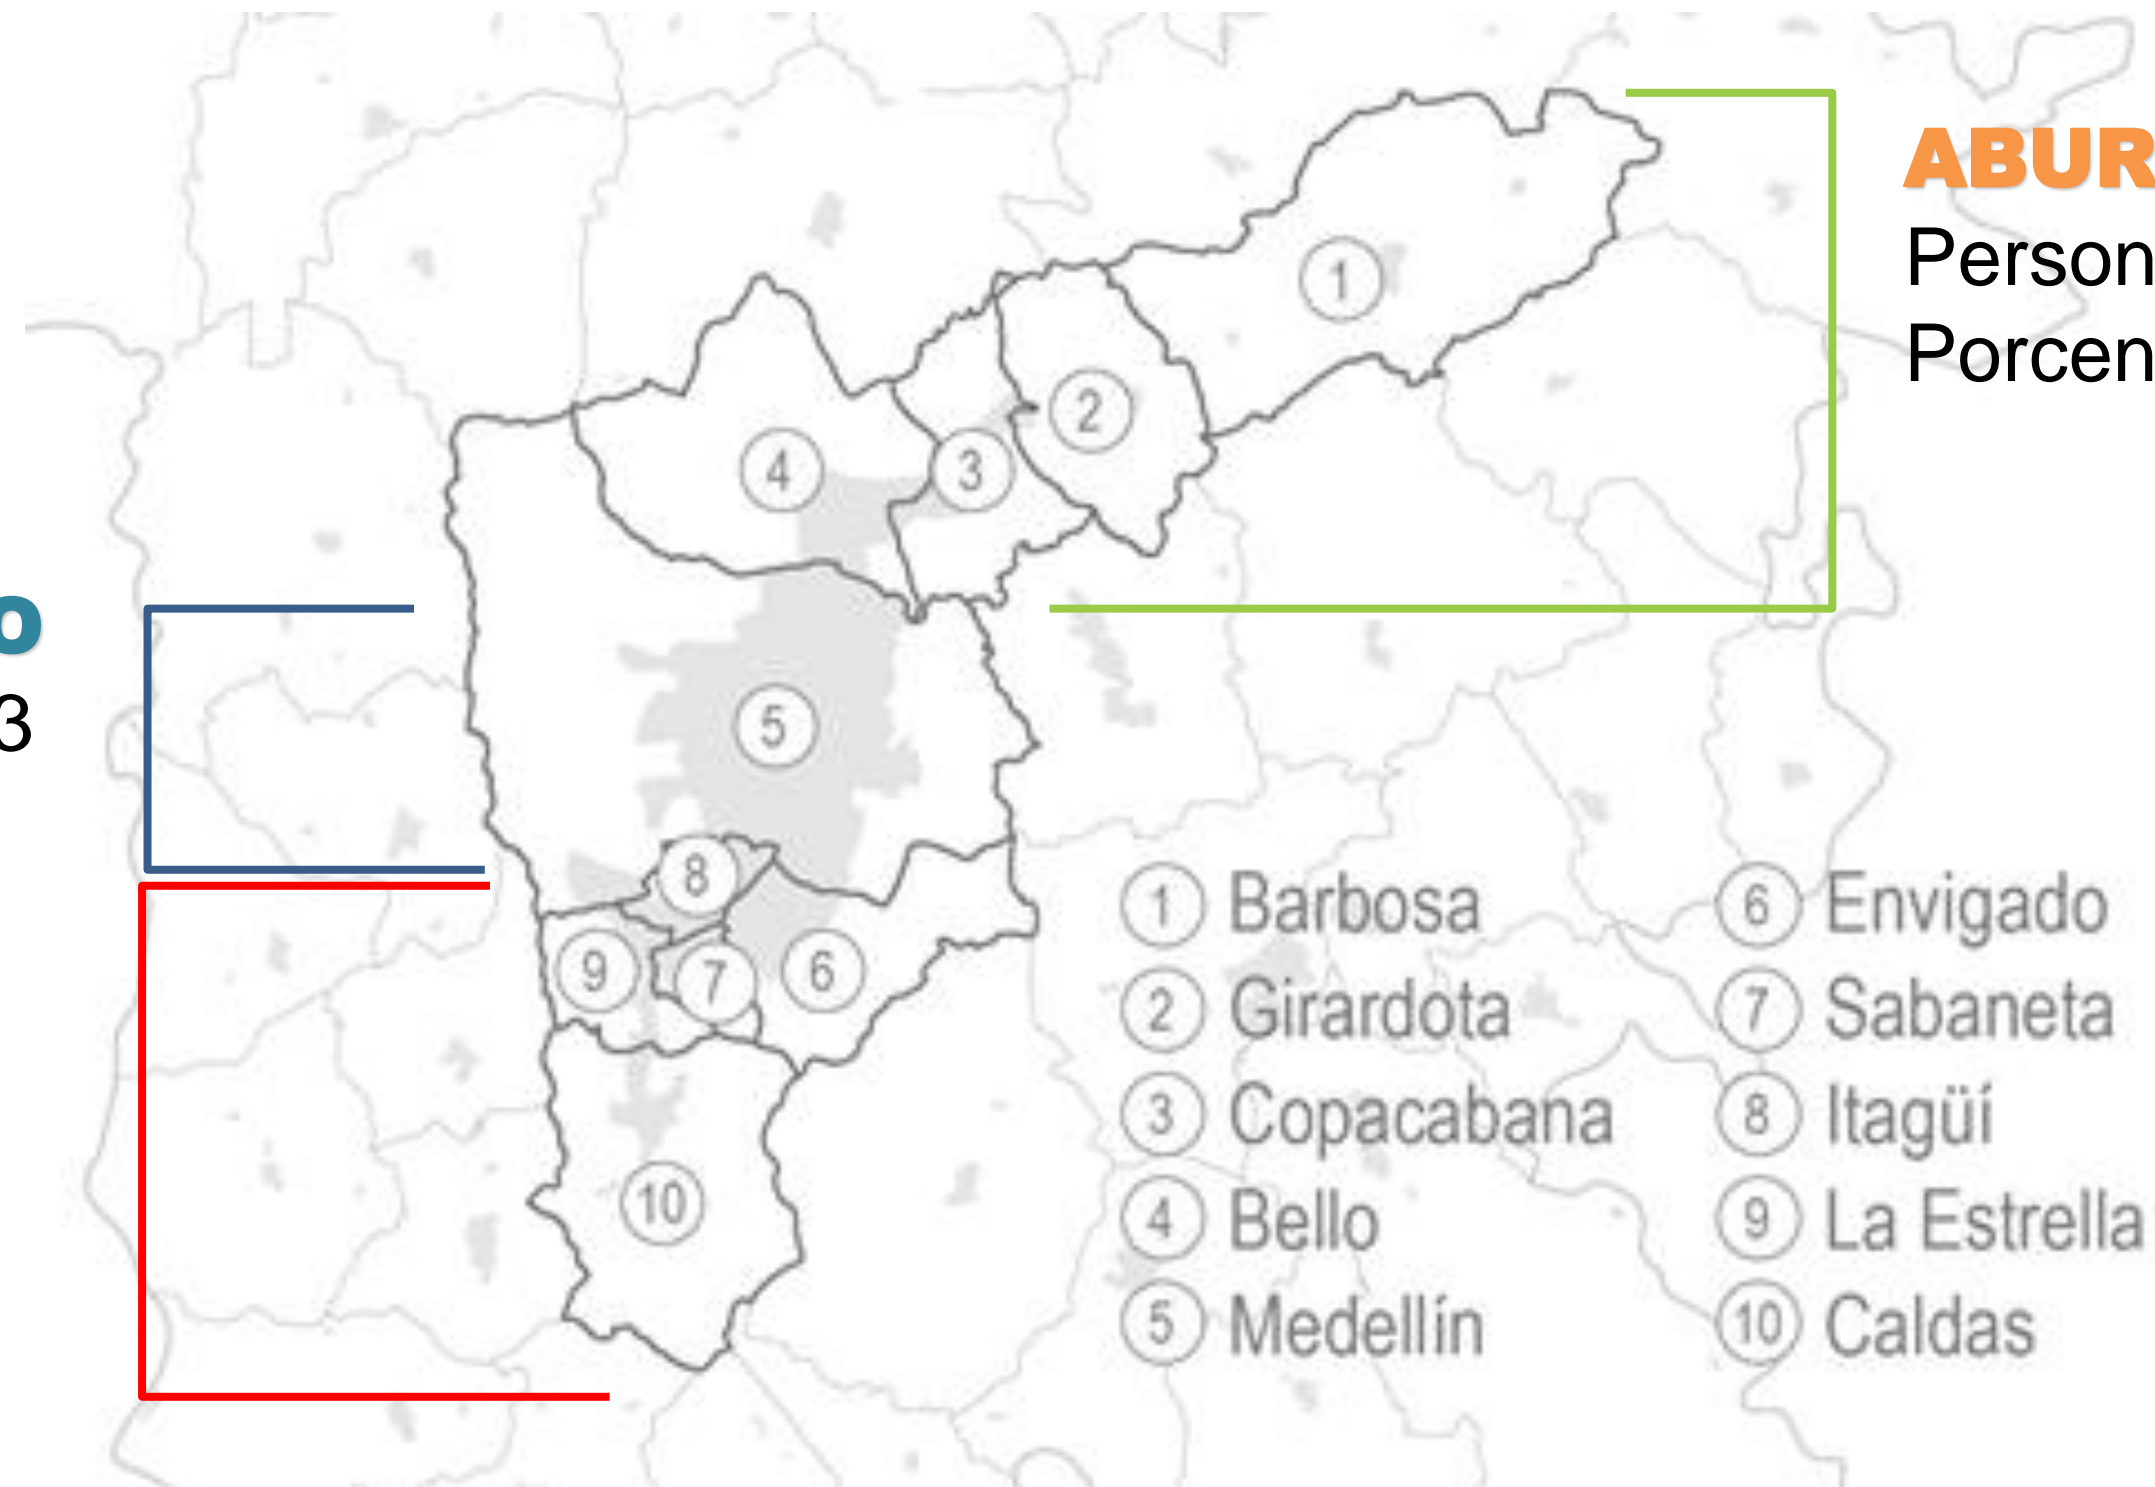 ABUR
Person
Porcen
o
3
1
2
3
4
5
6
7
8
9
10
1 Barbosa
2 Girardota
3 Copacabana
4 Bello
5 Medellín
6 Envigado
7 Sabaneta
8 Itagüí
9 La Estrella
10 Caldas